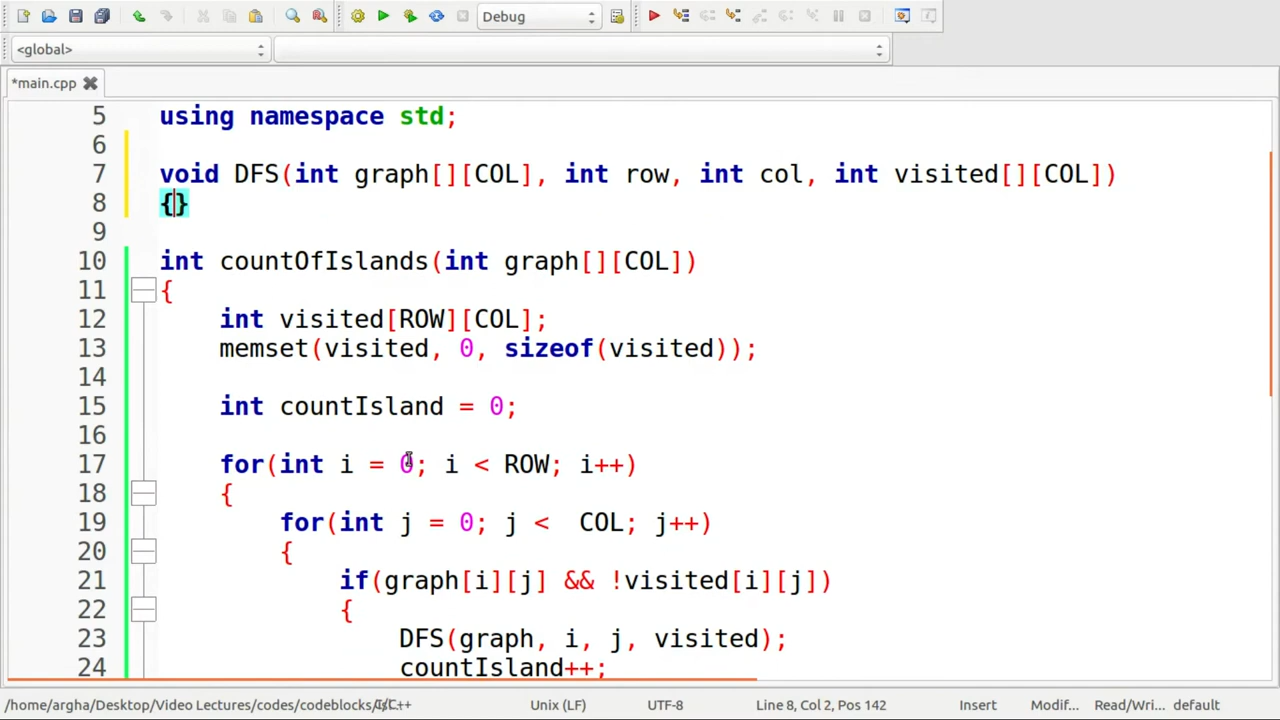 Debug
<global>
*main.cpp
5 using namespace std;
6
7 void DFS(int graph[][COL], int row, int col, int visited[][COL])
8 {}
9
10 int countOfIslands(int graph[][COL])
11 {
12 int visited[ROW][COL];
13 memset(visited, 0, sizeof(visited));
14
15 int countIsland = 0;
16
17 for(int i = 0; i < ROW; i++)
18 {
19 for(int j = 0; j <  COL; j++)
20 {
21 if(graph[i][j] && !visited[i][j])
22 {
23 DFS(graph, i, j, visited);
24 countIsland++;
/home/argha/Desktop/Video Lectures/codes/codeblocks/ C/C++ Unix (LF) UTF-8 Line 8, Col 2, Pos 142 Insert Modif... Read/Wri... default